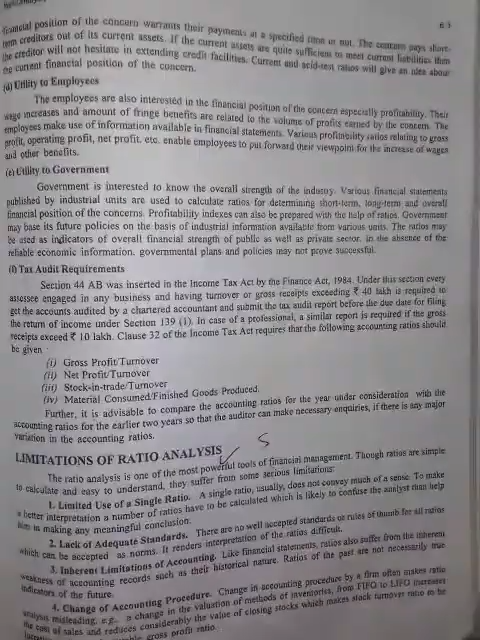 6.5
financial position of the concern warrants their payments at a specified time or not. The concern pays short-
term creditors out of its current assets. If the current assets are quite sufficient to meet current liabilities then
the creditor will not hesitate in extending credit facilities. Current and acid-test ratios will give an idea about
the current financial position of the concern.
(d) Utility to Employees
The employees are also interested in the financial position of the concern especially profitability. Their
wage increases and amount of fringe benefits are related to the volume of profits earned by the concern. The
employees make use of information available in financial statements. Various profitability ratios relating to gross
profit, operating profit, net profit, etc. enable employees to put forward their viewpoint for the increase of wages
and other benefits.
(e) Utility to Government
Government is interested to know the overall strength of the industry. Various financial statements
published by industrial units are used to calculate ratios for determining short-term, long-term and overall
financial position of the concerns. Profitability indexes can also be prepared with the help of ratios. Government
may base its future policies on the basis of industrial information available from various units. The ratios may
be used as indicators of overall financial strength of public as well as private sector. In the absence of the
reliable economic information, governmental plans and policies may not prove successful.
(f) Tax Audit Requirements
Section 44 AB was inserted in the Income Tax Act by the Finance Act, 1984. Under this section every
assessee engaged in any business and having turnover or gross receipts exceeding ₹ 40 lakh is required to
get the accounts audited by a chartered accountant and submit the tax audit report before the due date for filing
the return of income under Section 139 (1). In case of a professional, a similar report is required if the gross
receipts exceed ₹ 10 lakh. Clause 32 of the Income Tax Act requires that the following accounting ratios should
be given
(i) Gross Profit/Turnover
(ii) Net Profit/Turnover
(iii) Stock-in-trade/Turnover
(iv) Material Consumed/Finished Goods Produced.
Further, it is advisable to compare the accounting ratios for the year under consideration with the
accounting ratios for the earlier two years so that the auditor can make necessary enquiries, if there is any major
variation in the accounting ratios.
LIMITATIONS OF RATIO ANALYSIS
5
The ratio analysis is one of the most powerful tools of financial management. Though ratios are simple
to calculate and easy to understand, they suffer from some serious limitations:
1. Limited Use of a Single Ratio. A single ratio, usually, does not convey much of a sense. To make
a better interpretation a number of ratios have to be calculated which is likely to confuse the analyst than help
him in making any meaningful conclusion.
2. Lack of Adequate Standards. There are no well accepted standards or rules of thumb for all ratios
which can be accepted as norms. It renders interpretation of the ratios difficult.
3. Inherent Limitations of Accounting. Like financial statements, ratios also suffer from the inherent
weakness of accounting records such as their historical nature. Ratios of the past are not necessarily true
indicators of the future.
4. Change of Accounting Procedure. Change in accounting procedure by a firm often makes ratio
analysis misleading, e.g., a change in the valuation of methods of inventories, from FIFO to LIFO increases
the cost of sales and reduces considerably the value of closing stocks which makes stock turnover ratio to be
gross profit ratio.